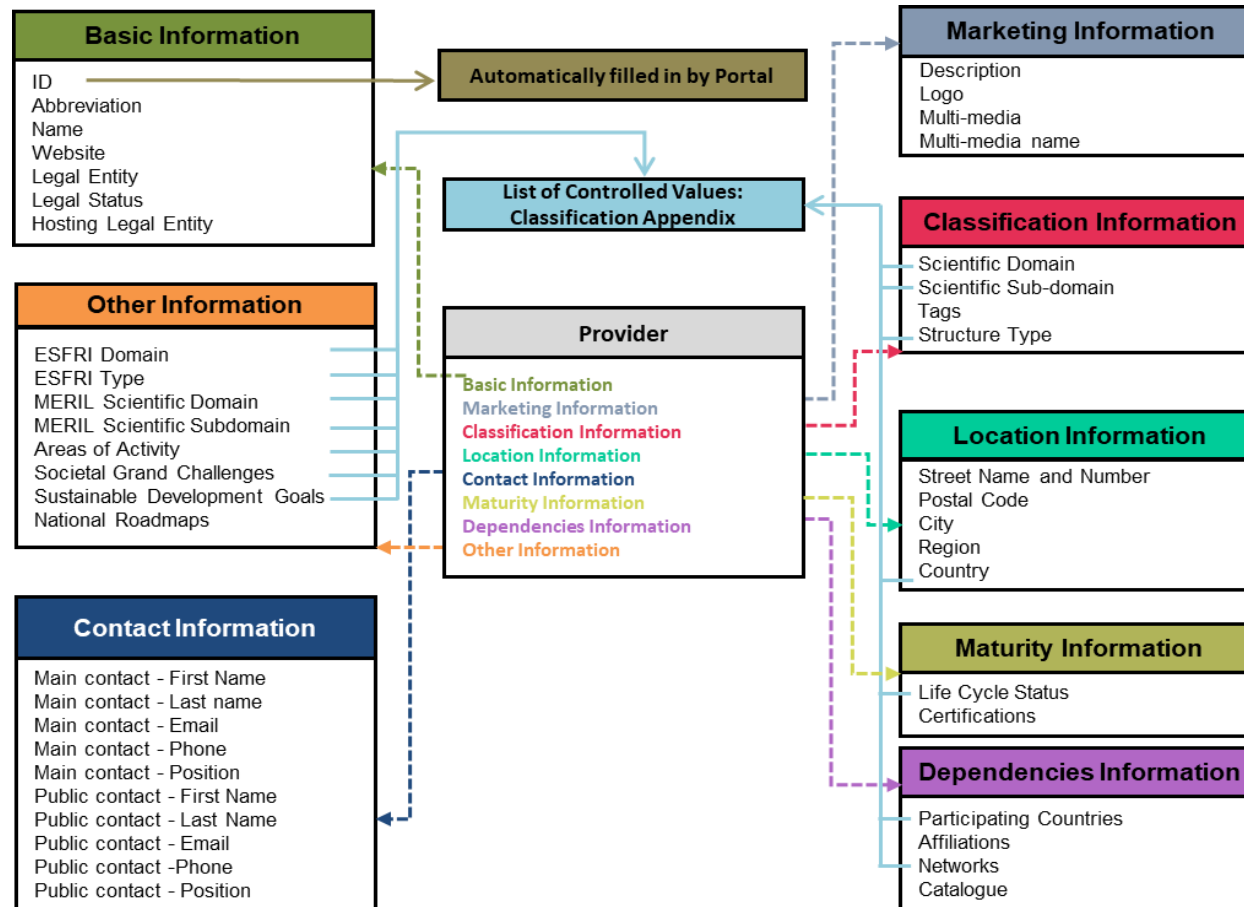 Basic Information
ID
Abbreviation
Name
Website
Legal Entity
Legal Status
Hosting Legal Entity
Automatically filled in by Portal
List of Controlled Values:
Classification Appendix
Marketing Information
Description
Logo
Multi-media
Multi-media name
Classification Information
Scientific Domain
Scientific Sub-domain
Tags
Structure Type
Other Information
ESFRI Domain
ESFRI Type
MERIL Scientific Domain
MERIL Scientific Subdomain
Areas of Activity
Societal Grand Challenges
Sustainable Development Goals
National Roadmaps
Provider
Basic Information
Marketing Information
Classification Information
Location Information
Contact Information
Maturity Information
Dependencies Information
Other Information
Location Information
Street Name and Number
Postal Code
City
Region
Country
Contact Information
Main contact - First Name
Main contact - Last name
Main contact - Email
Main contact - Phone
Main contact - Position
Public contact - First Name
Public contact - Last Name
Public contact - Email
Public contact -Phone
Public contact - Position
Maturity Information
Life Cycle Status
Certifications
Dependencies Information
Participating Countries
Affiliations
Networks
Catalogue